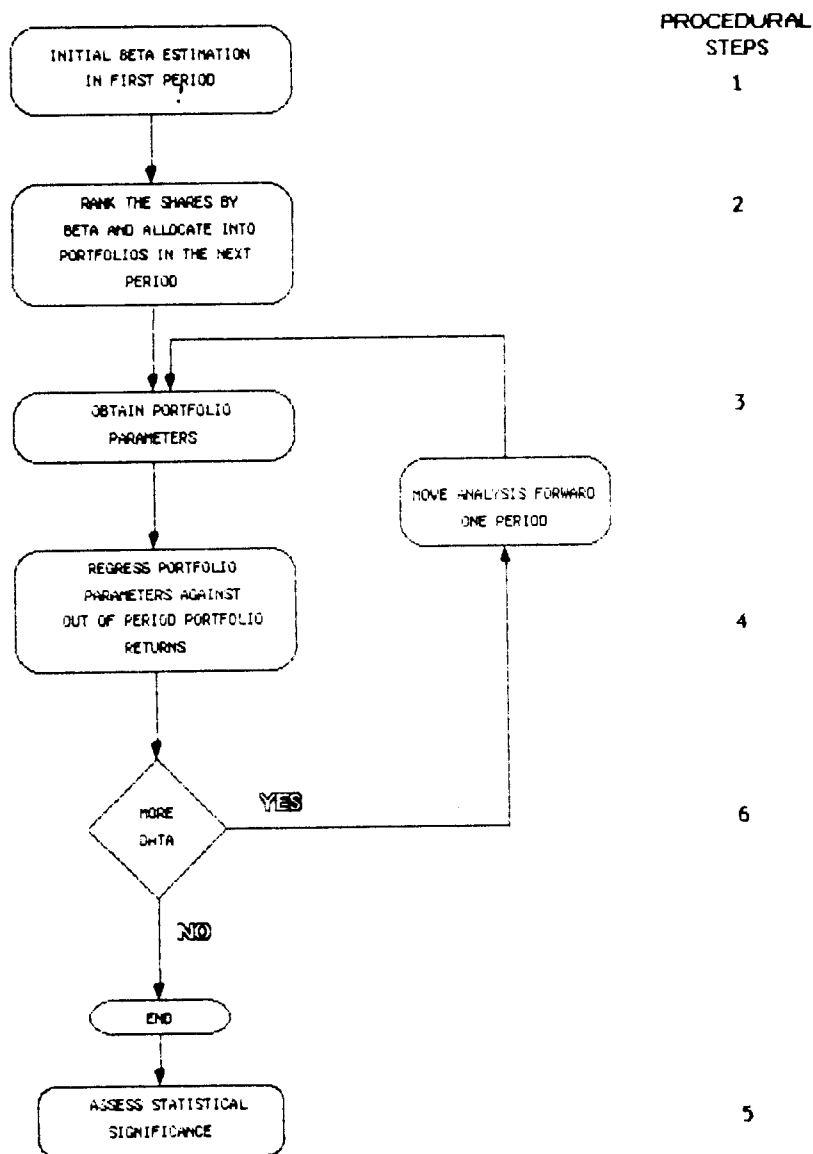 PROCEDURAL
STEPS
INITIAL BETA ESTIMATION
IN FIRST PERIOD
1
RANK THE SHARES BY
BETA AND ALLOCATE INTO
PORTFOLIOS IN THE NEXT
PERIOD
2
OBTAIN PORTFOLIO
PARAMETERS
3
MOVE ANALYSIS FORWARD
ONE PERIOD
REGRESS PORTFOLIO
PARAMETERS AGAINST
OUT OF PERIOD PORTFOLIO
RETURNS
4
MORE
DATA
YES
6
NO
END
ASSESS STATISTICAL
SIGNIFICANCE
5